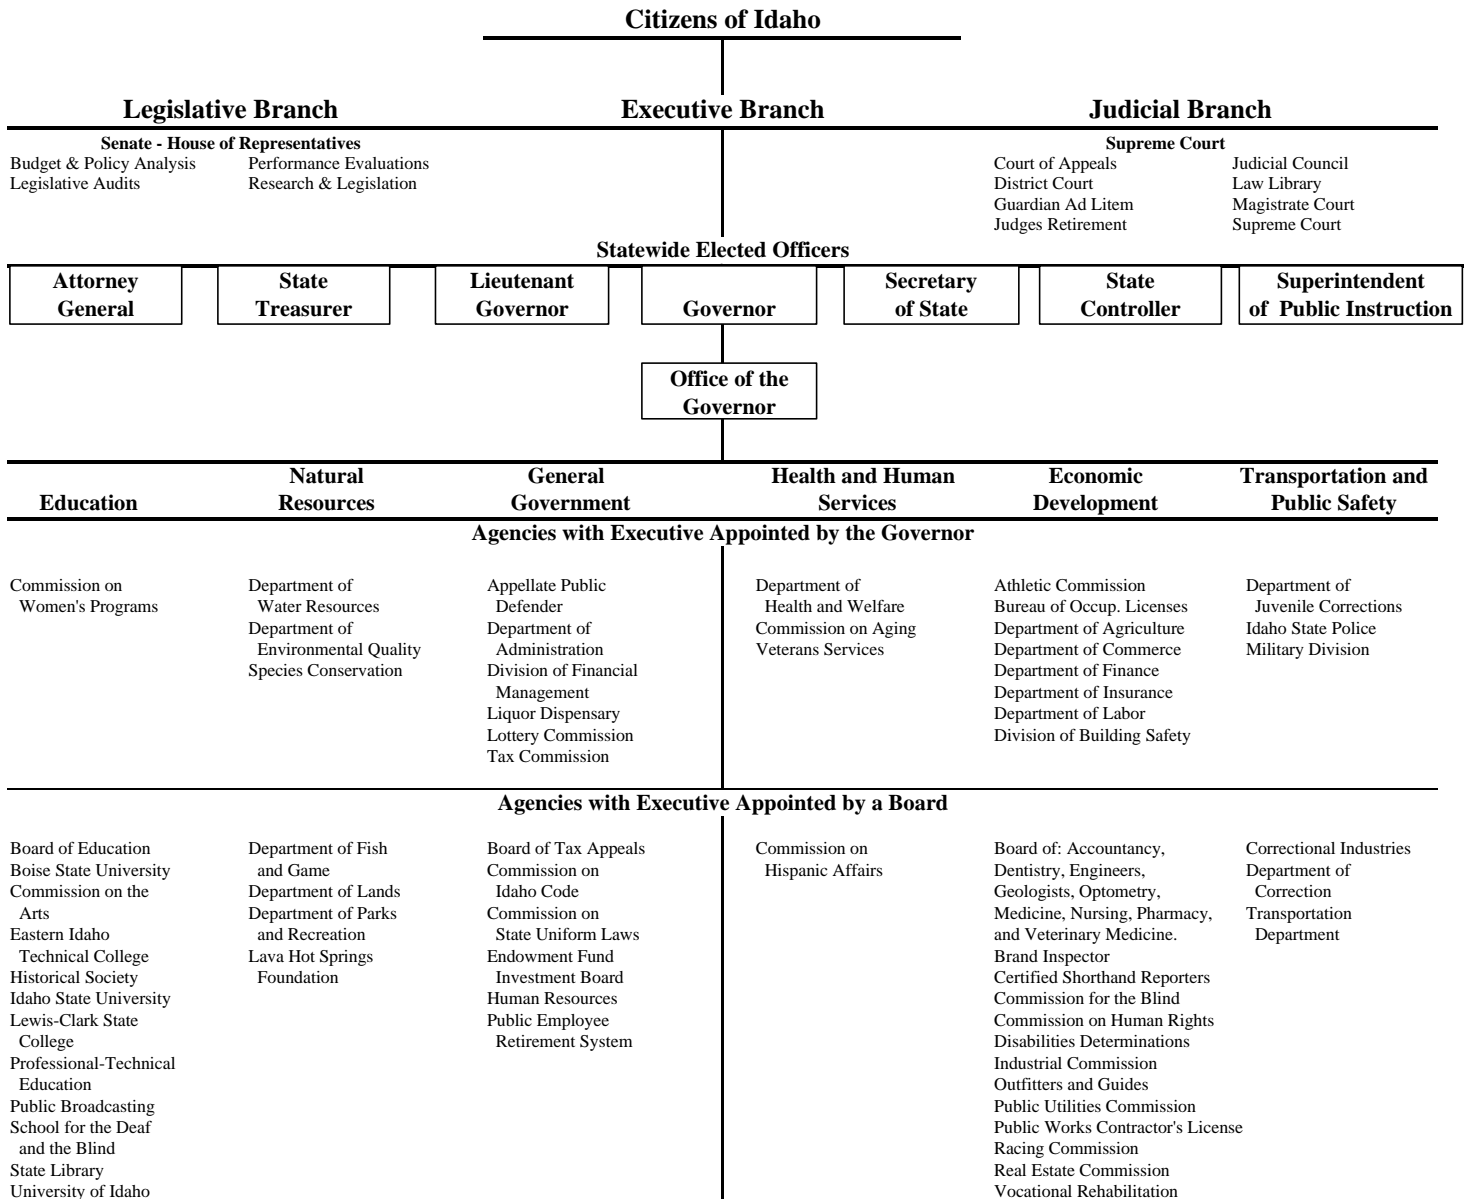 Citizens of Idaho
Legislative Branch
Executive Branch
Judicial Branch
Senate - House of Representatives
Budget & Policy Analysis
Legislative Audits
Performance Evaluations
Research & Legislation
Supreme Court
Court of Appeals
District Court
Guardian Ad Litem
Judges Retirement
Judicial Council
Law Library
Magistrate Court
Supreme Court
Statewide Elected Officers
Attorney
General
State
Treasurer
Lieutenant
Governor
Governor
Secretary
of State
State
Controller
Superintendent
of Public Instruction
Office of the
Governor
Education
Natural
Resources
General
Government
Health and Human
Services
Economic
Development
Transportation and
Public Safety
Agencies with Executive Appointed by the Governor
Commission on
Women's Programs
Department of
Water Resources
Department of
Environmental Quality
Species Conservation
Appellate Public
Defender
Department of
Administration
Division of Financial
Management
Liquor Dispensary
Lottery Commission
Tax Commission
Department of
Health and Welfare
Commission on Aging
Veterans Services
Athletic Commission
Bureau of Occup. Licenses
Department of Agriculture
Department of Commerce
Department of Finance
Department of Insurance
Department of Labor
Division of Building Safety
Department of
Juvenile Corrections
Idaho State Police
Military Division
Agencies with Executive Appointed by a Board
Board of Education
Boise State University
Commission on the
Arts
Eastern Idaho
Technical College
Historical Society
Idaho State University
Lewis-Clark State
College
Professional-Technical
Education
Public Broadcasting
School for the Deaf
and the Blind
State Library
University of Idaho
Department of Fish
and Game
Department of Lands
Department of Parks
and Recreation
Lava Hot Springs
Foundation
Board of Tax Appeals
Commission on
Idaho Code
Commission on
State Uniform Laws
Endowment Fund
Investment Board
Human Resources
Public Employee
Retirement System
Commission on
Hispanic Affairs
Board of: Accountancy,
Dentistry, Engineers,
Geologists, Optometry,
Medicine, Nursing, Pharmacy,
and Veterinary Medicine.
Brand Inspector
Certified Shorthand Reporters
Commission for the Blind
Commission on Human Rights
Disabilities Determinations
Industrial Commission
Outfitters and Guides
Public Utilities Commission
Public Works Contractor's License
Racing Commission
Real Estate Commission
Vocational Rehabilitation
Correctional Industries
Department of
Correction
Transportation
Department